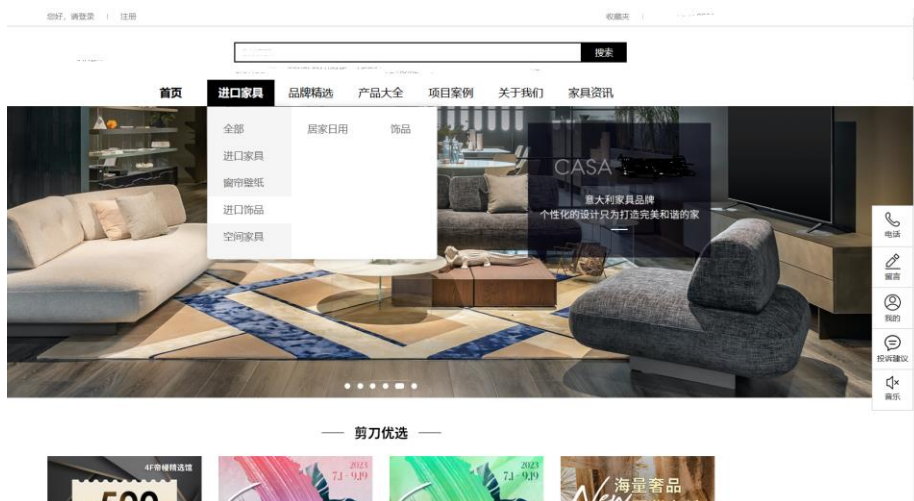 您好，请登录 | 注册
收藏夹 |
搜索
首页 进口家具 品牌精选 产品大全 项目案例 关于我们 家具资讯
全部 居家日用 饰品
进口家具
窗帘壁纸
进口饰品
空间家具
CASA
意大利家具品牌
个性化的设计只为打造完美和谐的家
电话
留言
我的
投诉建议
音乐
剪刀优选
4F帝幔精选馆
2023
7.1-9.19
2023
7.1-9.19
海量奢品
New